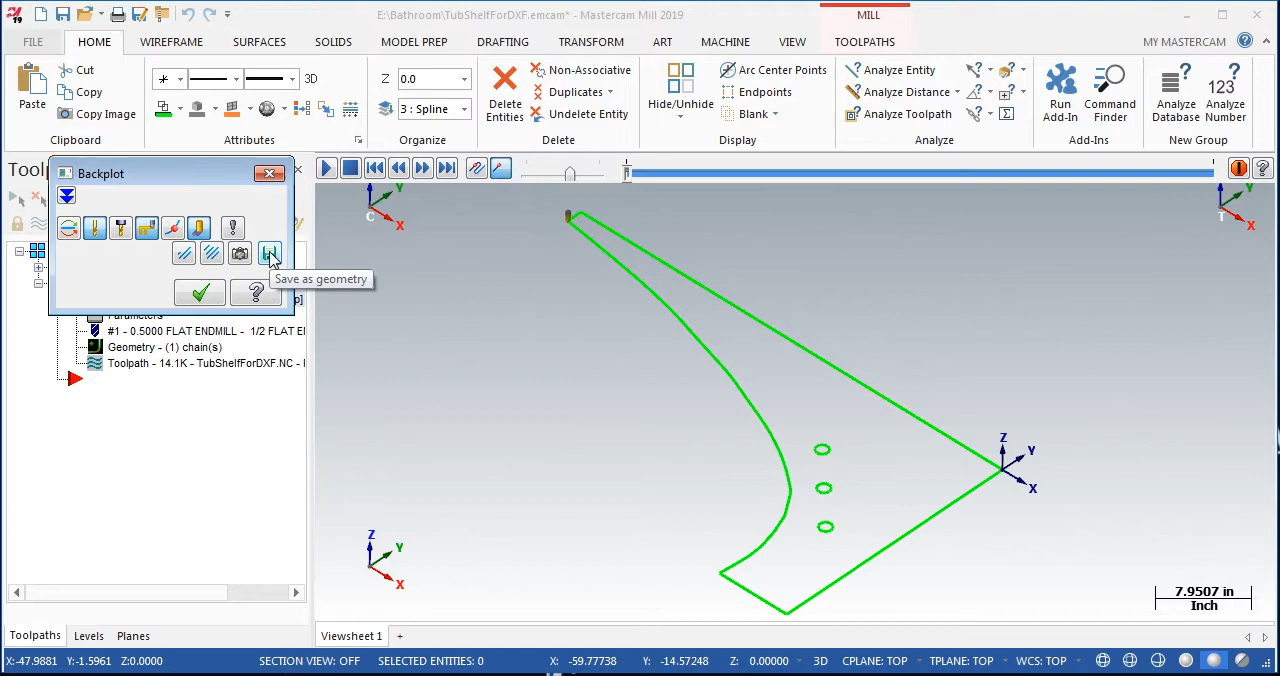 19
E:\Bathroom\TubShelfForDXF.emcam* - Mastercam Mill 2019
MILL
FILE
HOME
WIREFRAME
SURFACES
SOLIDS
MODEL PREP
DRAFTING
TRANSFORM
ART
MACHINE
VIEW
TOOLPATHS
MY MASTERCAM
Paste
Cut
Copy
Copy Image
Clipboard
3D
Attributes
Z 0.0
3 : Spline
Organize
Delete
Entities
Non-Associative
Duplicates
Undelete Entity
Delete
Hide/Unhide
Arc Center Points
Endpoints
Blank
Display
Analyze Entity
Analyze Distance
Analyze Toolpath
Analyze
Run
Add-In
Command
Finder
Add-Ins
Analyze
Database
123
Analyze
Number
New Group
Toolp
Backplot
Save as geometry
p]
Parameters
#1 - 0.5000 FLAT ENDMILL - 1/2 FLAT E
Geometry - (1) chain(s)
Toolpath - 14.1K - TubShelfForDXF.NC -
Y
C
X
Y
T
X
Z
Y
X
Z
Y
X
7.9507 in
Inch
Toolpaths
Levels
Planes
Viewsheet 1
+
X:-47.9881 Y:-1.5961 Z:0.0000
SECTION VIEW: OFF
SELECTED ENTITIES: 0
X: -59.77738
Y: -14.57248
Z: 0.00000
3D
CPLANE: TOP
TPLANE: TOP
WCS: TOP